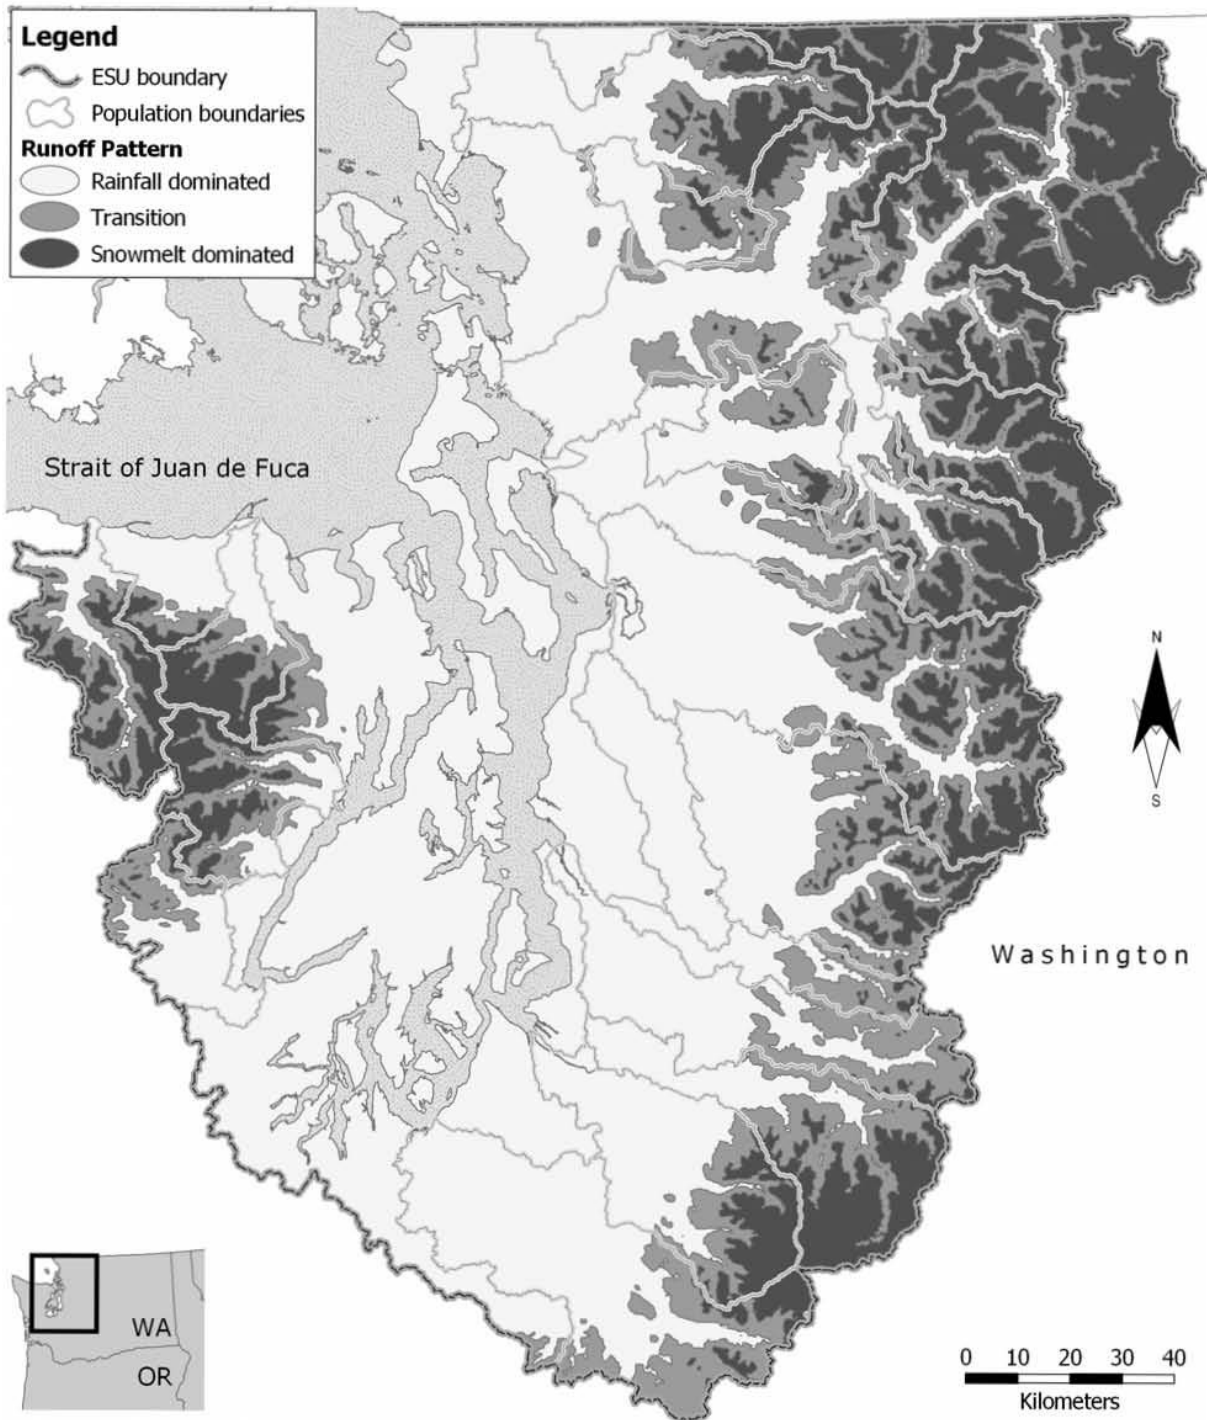 Legend
ESU boundary
Population boundaries
Runoff Pattern
Rainfall dominated
Transition
Snowmelt dominated
Strait of Juan de Fuca
N
S
Washington
WA
OR
0 10 20 30 40
Kilometers